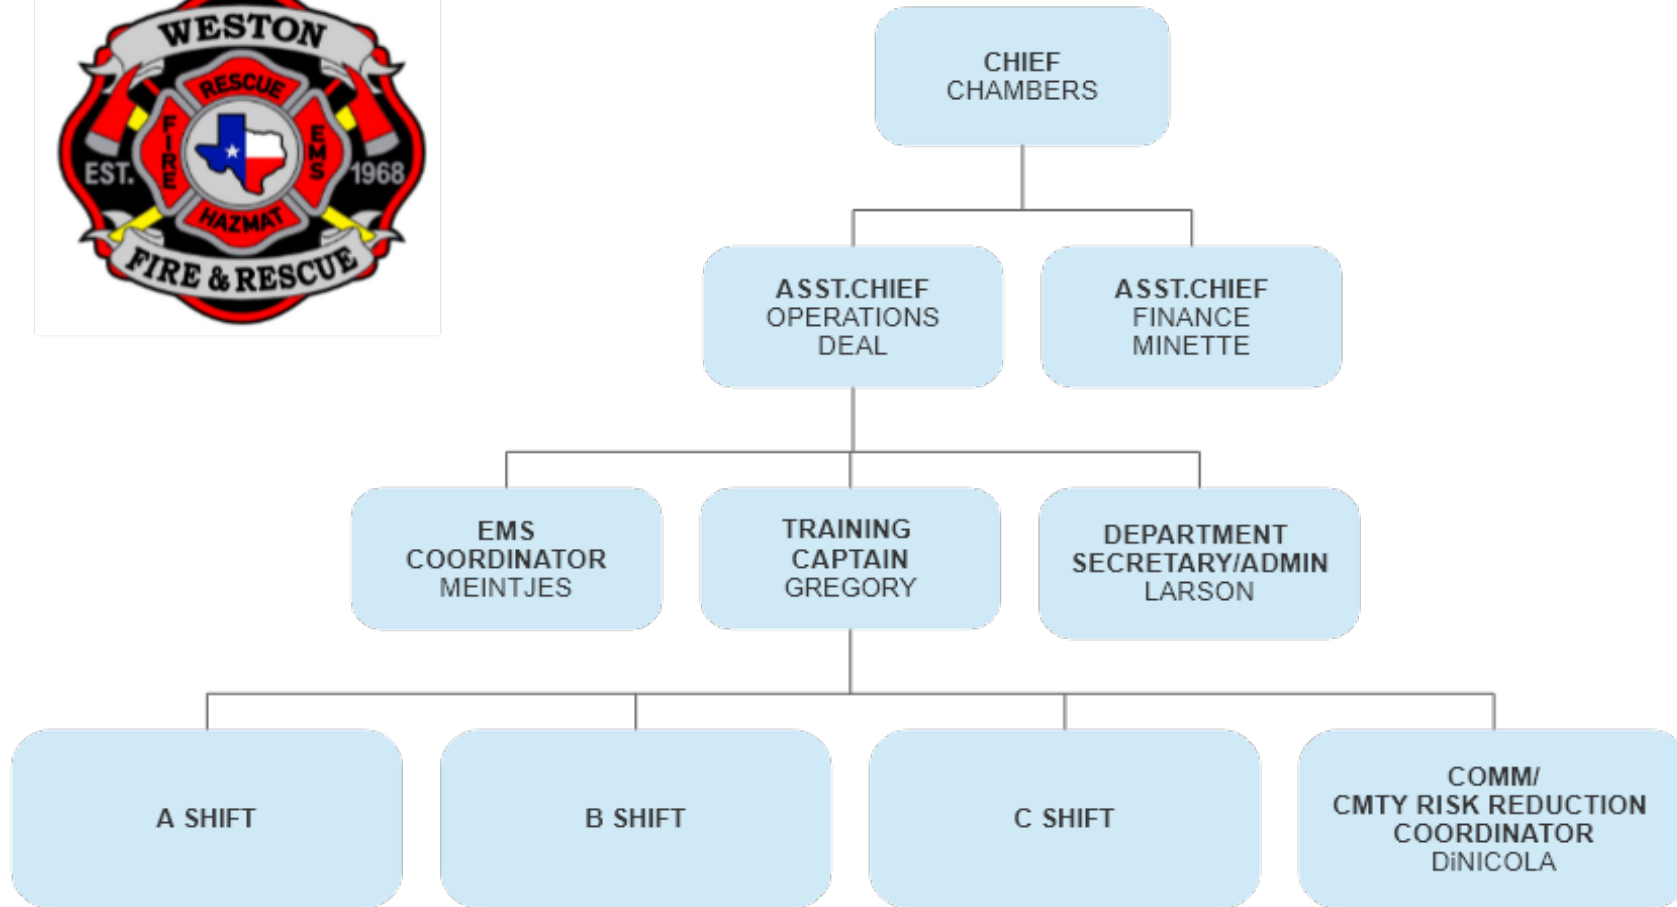 WESTON
RESCUE
FIRE
EMS
EST.
1968
HAZMAT
FIRE & RESCUE
CHIEF
CHAMBERS
ASST.CHIEF
OPERATIONS
DEAL
ASST.CHIEF
FINANCE
MINETTE
EMS
COORDINATOR
MEINTJES
TRAINING
CAPTAIN
GREGORY
DEPARTMENT
SECRETARY/ADMIN
LARSON
A SHIFT
B SHIFT
C SHIFT
COMM/
CMTY RISK REDUCTION
COORDINATOR
DiNICOLA